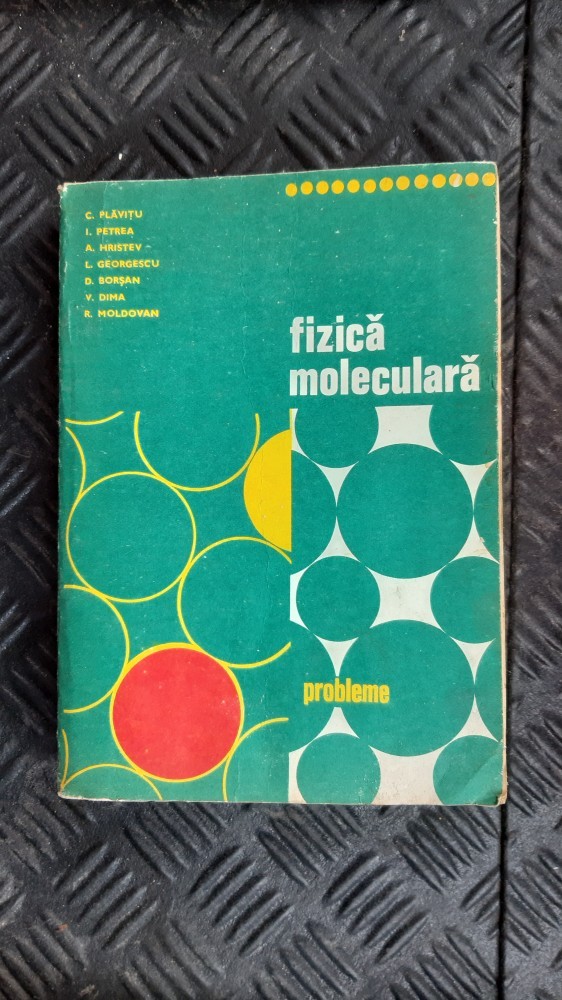 C. PLĂVIȚU
I. PETREA
A. HRISTEV
L. GEORGESCU
D. BORȘAN
V. DIMA
R. MOLDOVAN
fizică
moleculară
probleme